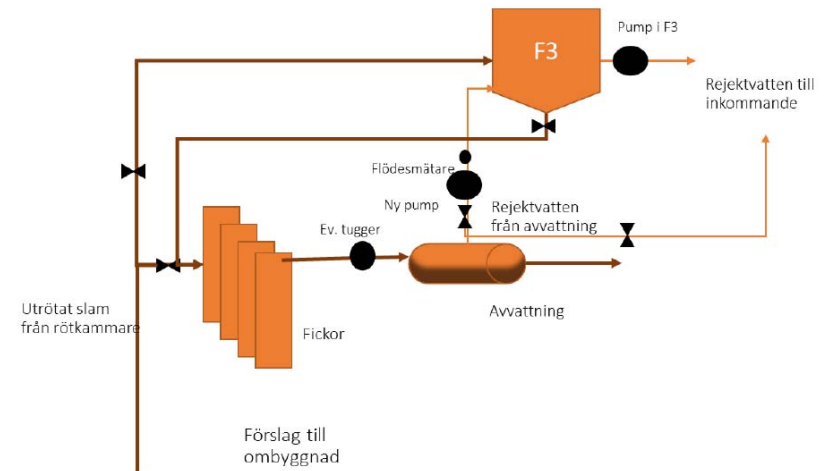 Pump i F3
F3
Rejektvatten till
inkommande
Flödesmätare
Ny pump
Rejektvatten
från avvattning
Ev. tugger
Utrötat slam
från rötkammare
Avvattning
Fickor
Förslag till
ombyggnad